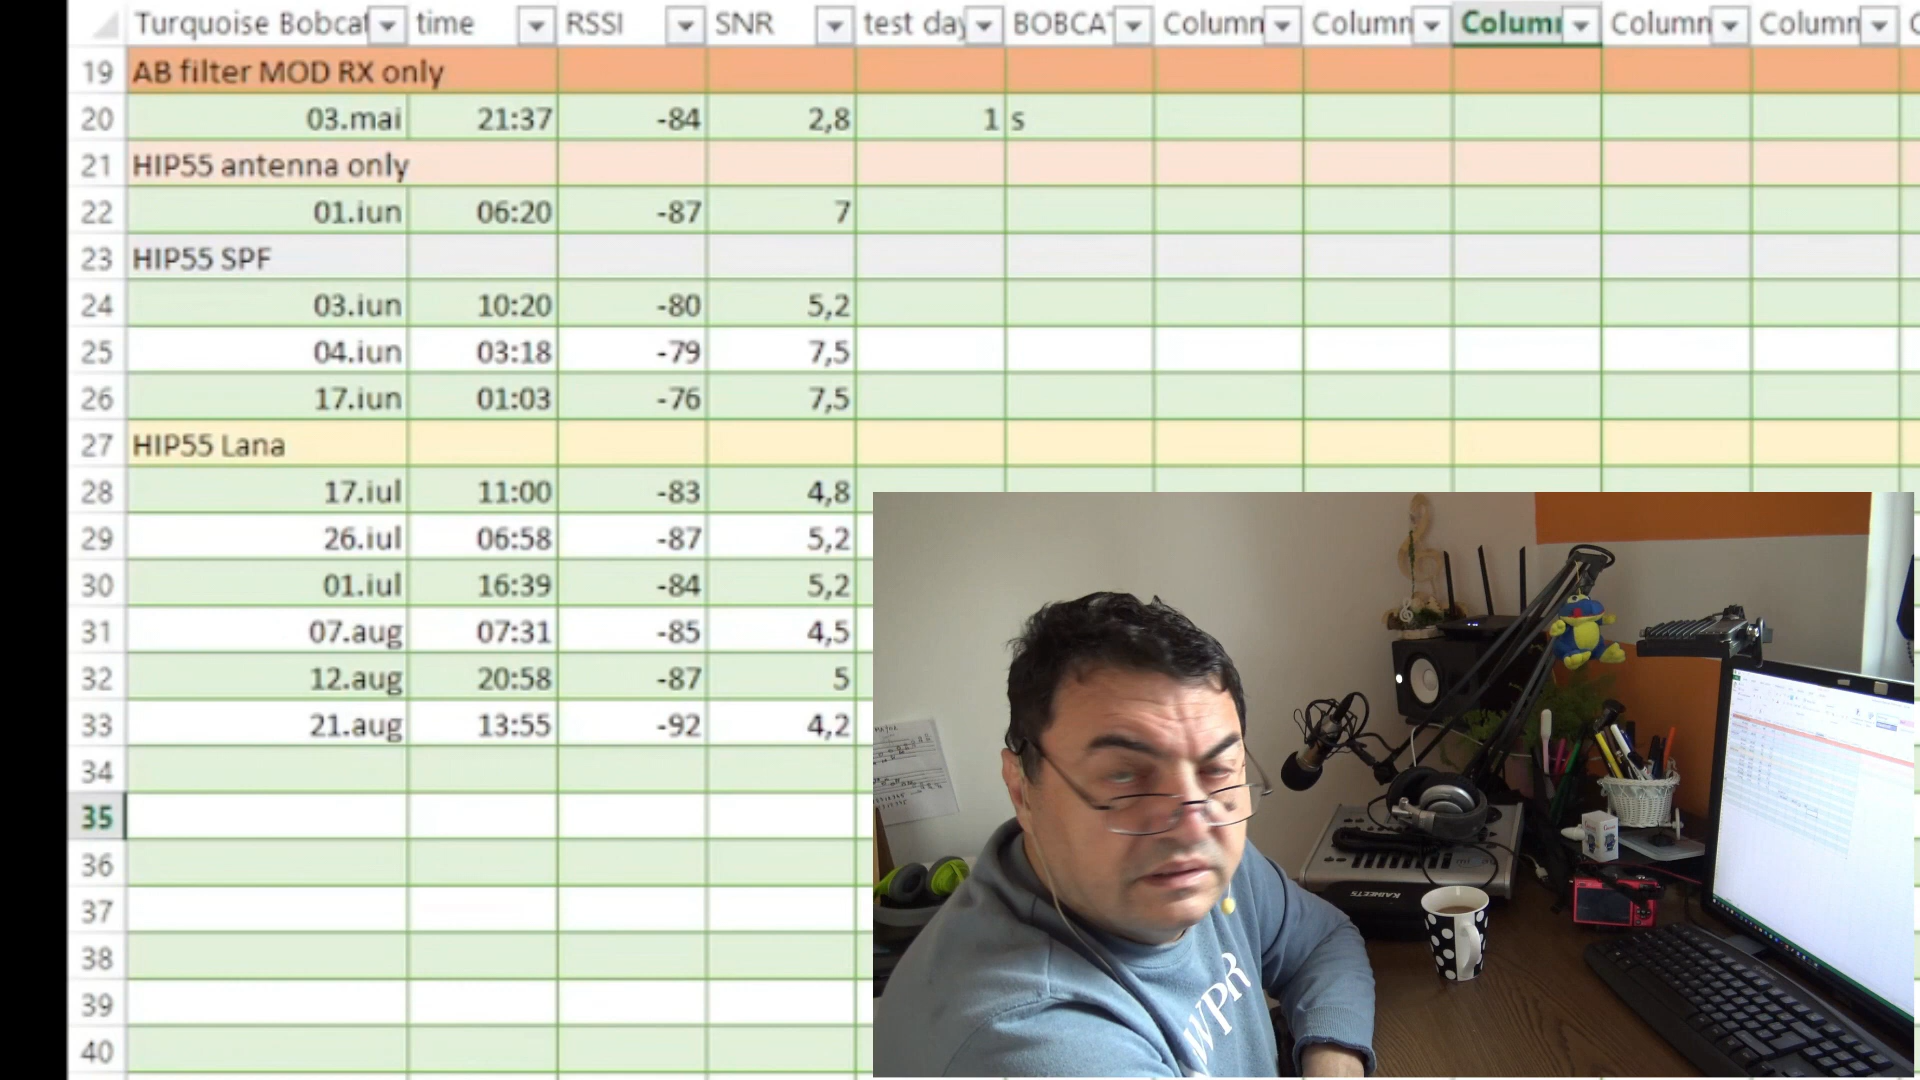 Turquoise Bobcat time RSSI SNR test day BOBCAT Column Column Column Column Column
19 AB filter MOD RX only
20 03.mai 21:37 -84 2,8 1 s
21 HIP55 antenna only
22 01.iun 06:20 -87 7
23 HIP55 SPF
24 03.iun 10:20 -80 5,2
25 04.iun 03:18 -79 7,5
26 17.iun 01:03 -76 7,5
27 HIP55 Lana
28 17.iul 11:00 -83 4,8
29 26.iul 06:58 -87 5,2
30 01.iul 16:39 -84 5,2
31 07.aug 07:31 -85 4,5
32 12.aug 20:58 -87 5
33 21.aug 13:55 -92 4,2
34
35
36
37
38
39
40
KAIWEETS
WPR